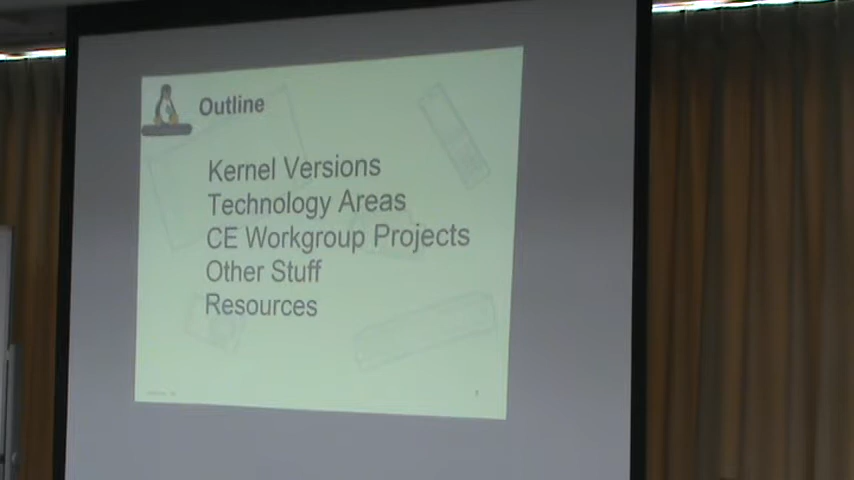 Outline
Kernel Versions
Technology Areas
CE Workgroup Projects
Other Stuff
Resources